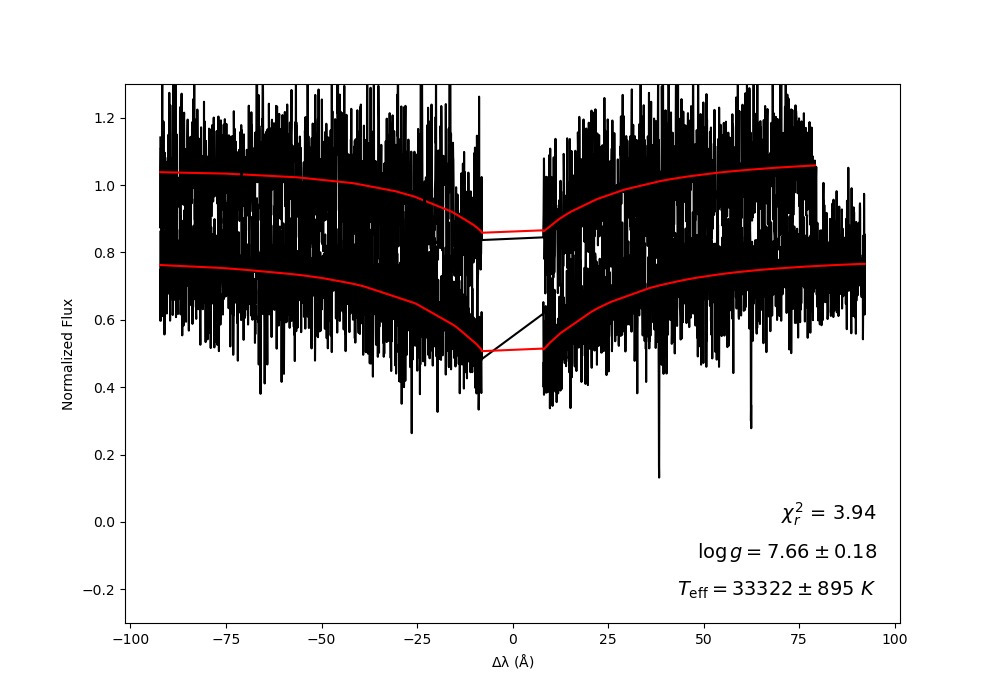 1.2
1.0
0.8
0.6
0.4
0.2
0.0
−0.2
Normalized Flux
χ²ᵣ = 3.94
log g = 7.66 ± 0.18
T_eff = 33322 ± 895 K
−100 −75 −50 −25 0 25 50 75 100
Δλ (Å)